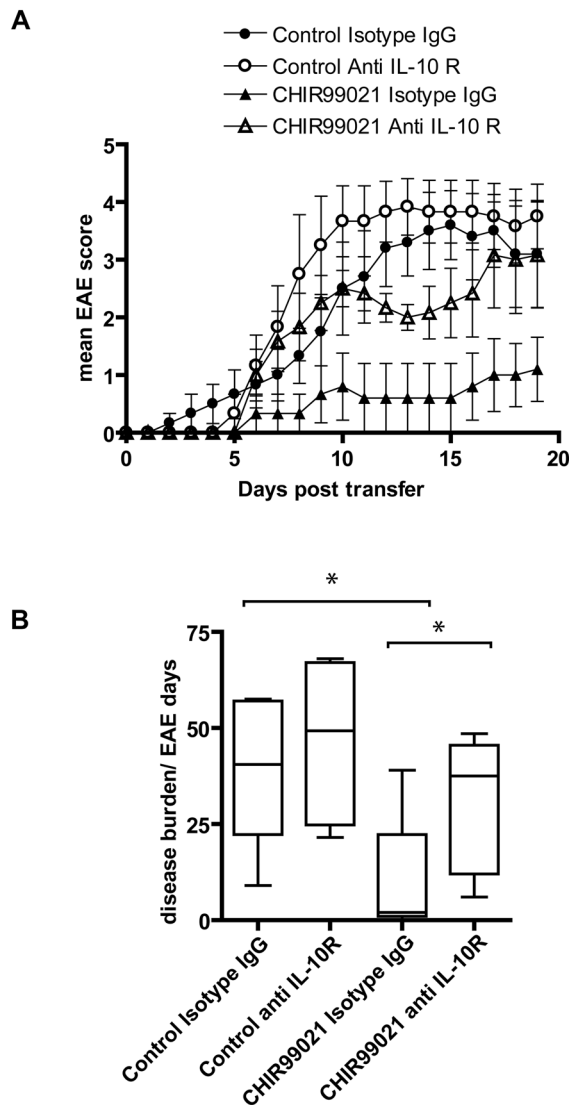 A
Control Isotype IgG
Control Anti IL-10 R
CHIR99021 Isotype IgG
CHIR99021 Anti IL-10 R
mean EAE score
5
4
3
2
1
0
0 5 10 15 20
Days post transfer
B
*
*
disease burden/ EAE days
75
50
25
0
Control Isotype IgG
Control anti IL-10R
CHIR99021 Isotype IgG
CHIR99021 anti IL-10R